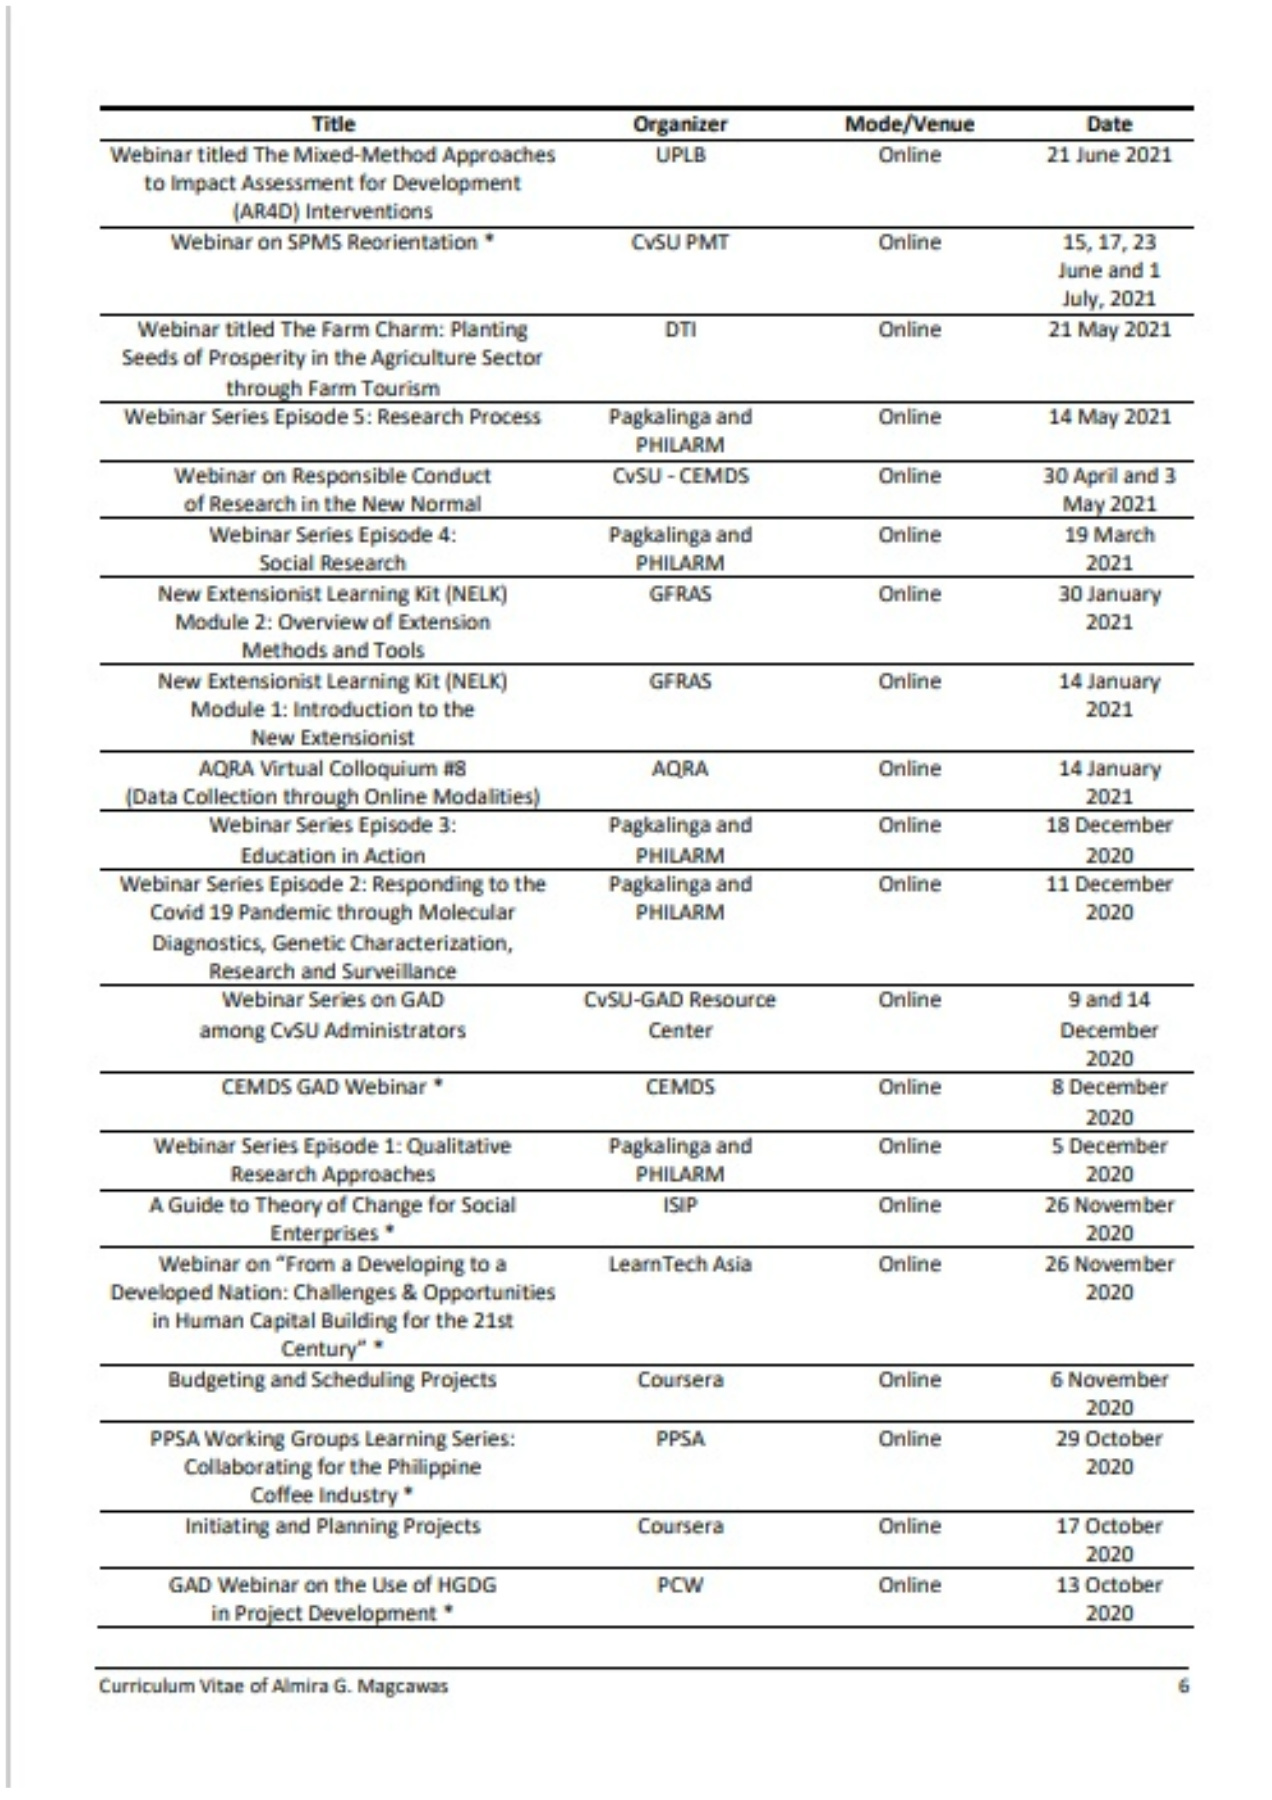 Title Organizer Mode/Venue Date
Webinar titled The Mixed-Method Approaches UPLB Online 21 June 2021
to Impact Assessment for Development
(AR4D) Interventions
Webinar on SPMS Reorientation * CvSU PMT Online 15, 17, 23
June and 1
July, 2021
Webinar titled The Farm Charm: Planting DTI Online 21 May 2021
Seeds of Prosperity in the Agriculture Sector
through Farm Tourism
Webinar Series Episode 5: Research Process Pagkalinga and Online 14 May 2021
PHILARM
Webinar on Responsible Conduct CvSU - CEMDS Online 30 April and 3
of Research in the New Normal May 2021
Webinar Series Episode 4: Pagkalinga and Online 19 March
Social Research PHILARM 2021
New Extensionist Learning Kit (NELK) GFRAS Online 30 January
Module 2: Overview of Extension 2021
Methods and Tools
New Extensionist Learning Kit (NELK) GFRAS Online 14 January
Module 1: Introduction to the 2021
New Extensionist
AQRA Virtual Colloquium #8 AQRA Online 14 January
(Data Collection through Online Modalities) 2021
Webinar Series Episode 3: Pagkalinga and Online 18 December
Education in Action PHILARM 2020
Webinar Series Episode 2: Responding to the Pagkalinga and Online 11 December
Covid 19 Pandemic through Molecular PHILARM 2020
Diagnostics, Genetic Characterization,
Research and Surveillance
Webinar Series on GAD CvSU-GAD Resource Online 9 and 14
among CvSU Administrators Center December
2020
CEMDS GAD Webinar * CEMDS Online 8 December
2020
Webinar Series Episode 1: Qualitative Pagkalinga and Online 5 December
Research Approaches PHILARM 2020
A Guide to Theory of Change for Social ISIP Online 26 November
Enterprises * 2020
Webinar on "From a Developing to a LearnTech Asia Online 26 November
Developed Nation: Challenges & Opportunities 2020
in Human Capital Building for the 21st
Century" *
Budgeting and Scheduling Projects Coursera Online 6 November
2020
PPSA Working Groups Learning Series: PPSA Online 29 October
Collaborating for the Philippine 2020
Coffee Industry *
Initiating and Planning Projects Coursera Online 17 October
2020
GAD Webinar on the Use of HGDG PCW Online 13 October
in Project Development * 2020
Curriculum Vitae of Almira G. Magcawas 6